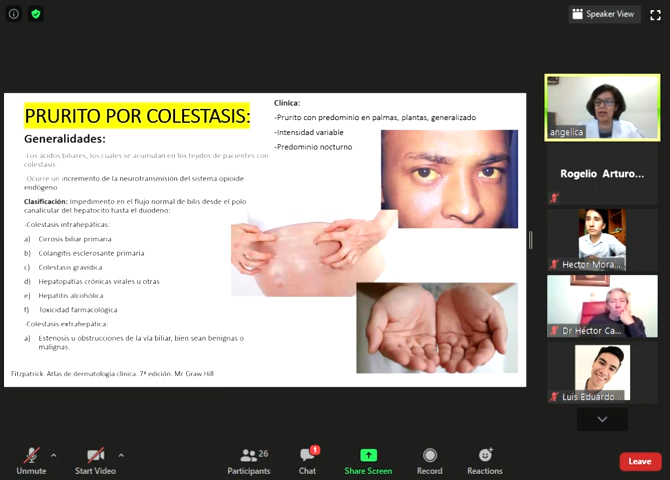 Speaker View
PRURITO POR COLESTASIS:
Generalidades:
-Los ácidos biliares, los cuales se acumulan en los tejidos de pacientes con
colestasis
-Ocurre un incremento de la neurotransmisión del sistema opioide
endógeno
Clasificación: Impedimento en el flujo normal de bilis desde el polo
canalicular del hepatocito hasta el duodeno:
-Colestasis intrahepáticas:
a) Cirrosis biliar primaria
b) Colangitis esclerosante primaria
c) Colestasis gravídica
d) Hepatopatías crónicas virales u otras
e) Hepatitis alcohólica
f) Toxicidad farmacológica
-Colestasis extrahepática:
a) Estenosis u obstrucciones de la vía biliar, bien sean benignas o
malignas.
Fitzpatrick. Atlas de dermatología clínica. 7ª edición. Mc Graw Hill
Clínica:
-Prurito con predominio en palmas, plantas, generalizado
-Intensidad variable
-Predominio nocturno
angelica
Rogelio Arturo...
Hector Mora...
Dr Héctor Ca...
Luis Eduardo...
Unmute
Start Video
26
Participants
1
Chat
Share Screen
Record
Reactions
Leave